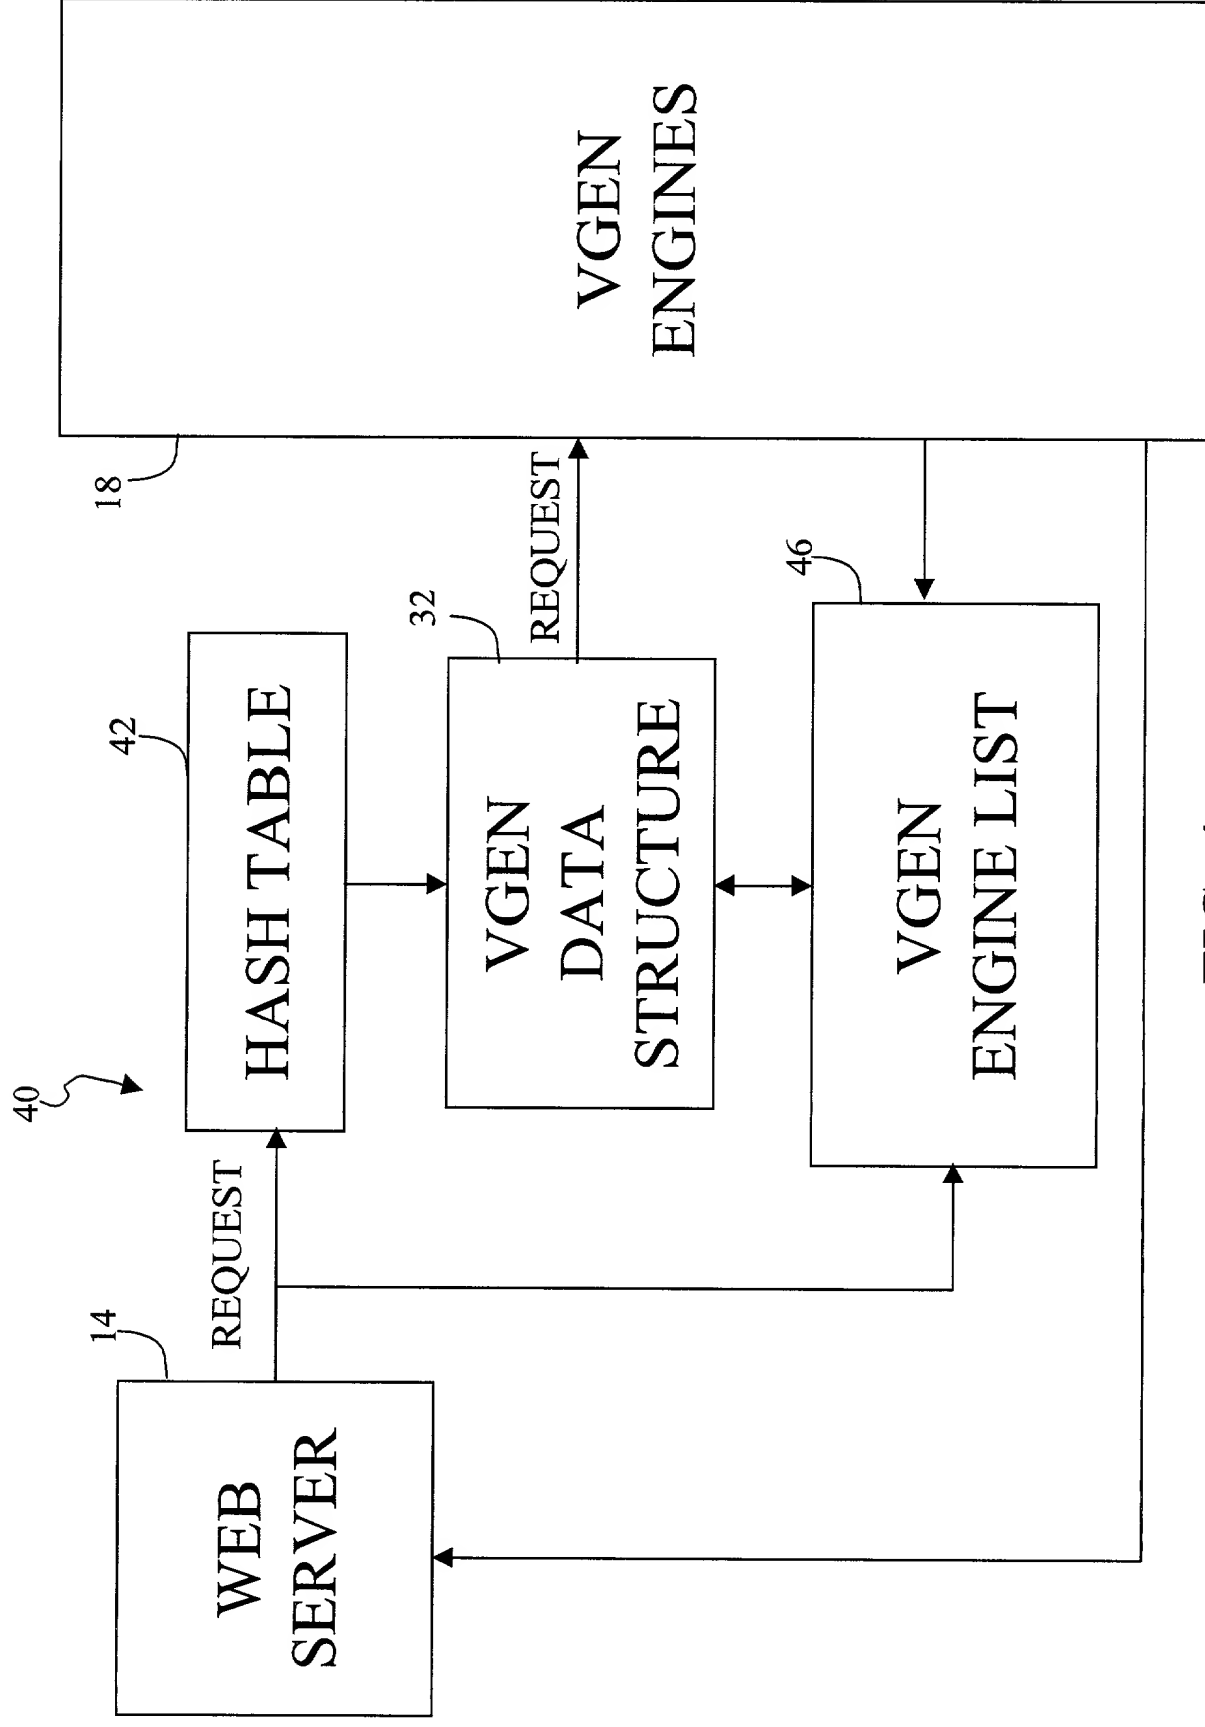 40
14
WEB
SERVER
REQUEST
42
HASH TABLE
32
VGEN
DATA
STRUCTURE
46
VGEN
ENGINE LIST
REQUEST
18
VGEN
ENGINES